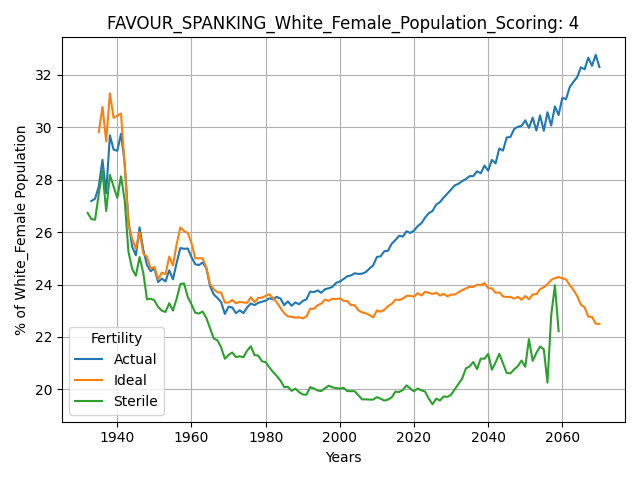 FAVOUR_SPANKING_White_Female_Population_Scoring: 4
% of White_Female Population
32
30
28
26
24
22
20
Fertility
Actual
Ideal
Sterile
1940
1960
1980
2000
2020
2040
2060
Years